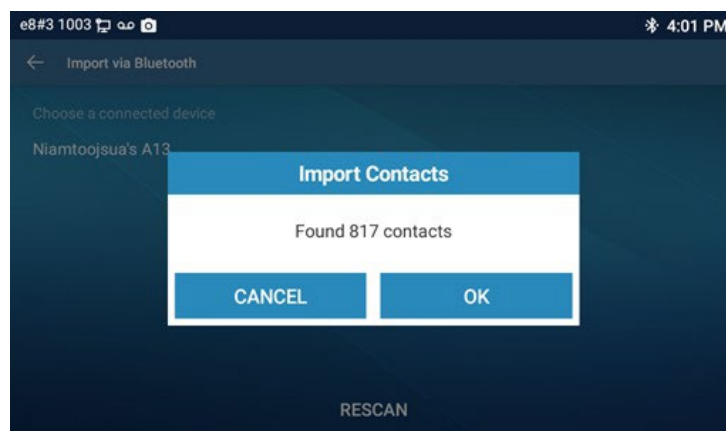 e8#3 1003 4:01 PM
← Import via Bluetooth
Choose a connected device
Niamtoojsua's A13
Import Contacts
Found 817 contacts
CANCEL OK
RESCAN